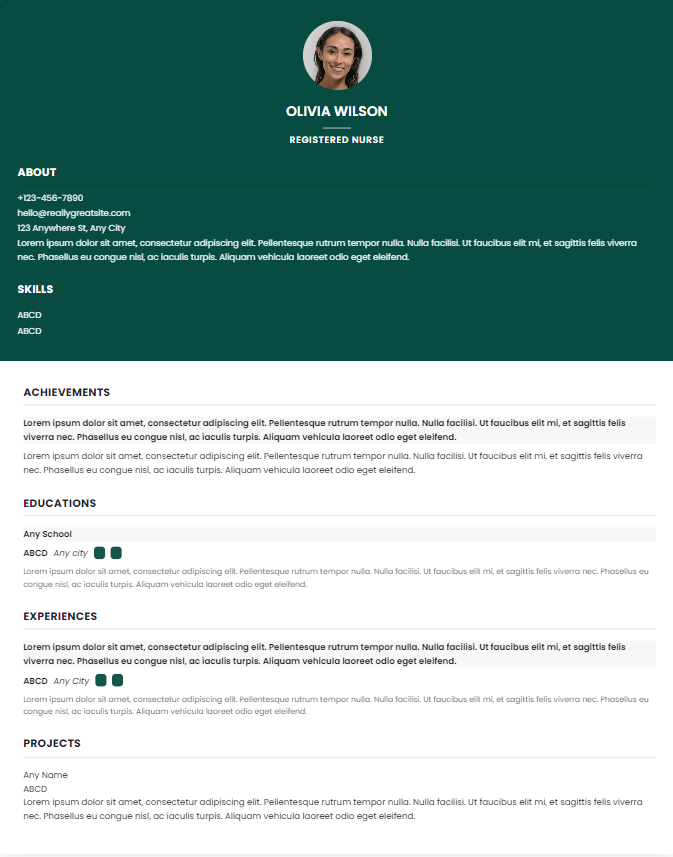 OLIVIA WILSON
REGISTERED NURSE
ABOUT
+123-456-7890
hello@reallygreatsite.com
123 Anywhere St, Any City
Lorem ipsum dolor sit amet, consectetur adipiscing elit. Pellentesque rutrum tempor nulla. Nulla facilisi. Ut faucibus elit mi, et sagittis felis viverra
nec. Phasellus eu congue nisl, ac iaculis turpis. Aliquam vehicula laoreet odio eget eleifend.
SKILLS
ABCD
ABCD
ACHIEVEMENTS
Lorem ipsum dolor sit amet, consectetur adipiscing elit. Pellentesque rutrum tempor nulla. Nulla facilisi. Ut faucibus elit mi, et sagittis felis
viverra nec. Phasellus eu congue nisl, ac iaculis turpis. Aliquam vehicula laoreet odio eget eleifend.
Lorem ipsum dolor sit amet, consectetur adipiscing elit. Pellentesque rutrum tempor nulla. Nulla facilisi. Ut faucibus elit mi, et sagittis felis viverra
nec. Phasellus eu congue nisl, ac iaculis turpis. Aliquam vehicula laoreet odio eget eleifend.
EDUCATIONS
Any School
ABCD Any city
Lorem ipsum dolor sit amet, consectetur adipiscing elit. Pellentesque rutrum tempor nulla. Nulla facilisi. Ut faucibus elit mi, et sagittis felis viverra nec. Phasellus eu
congue nisl, ac iaculis turpis. Aliquam vehicula laoreet odio eget eleifend.
EXPERIENCES
Lorem ipsum dolor sit amet, consectetur adipiscing elit. Pellentesque rutrum tempor nulla. Nulla facilisi. Ut faucibus elit mi, et sagittis felis
viverra nec. Phasellus eu congue nisl, ac iaculis turpis. Aliquam vehicula laoreet odio eget eleifend.
ABCD Any City
Lorem ipsum dolor sit amet, consectetur adipiscing elit. Pellentesque rutrum tempor nulla. Nulla facilisi. Ut faucibus elit mi, et sagittis felis viverra nec. Phasellus eu
congue nisl, ac iaculis turpis. Aliquam vehicula laoreet odio eget eleifend.
PROJECTS
Any Name
ABCD
Lorem ipsum dolor sit amet, consectetur adipiscing elit. Pellentesque rutrum tempor nulla. Nulla facilisi. Ut faucibus elit mi, et sagittis felis viverra
nec. Phasellus eu congue nisl, ac iaculis turpis. Aliquam vehicula laoreet odio eget eleifend.